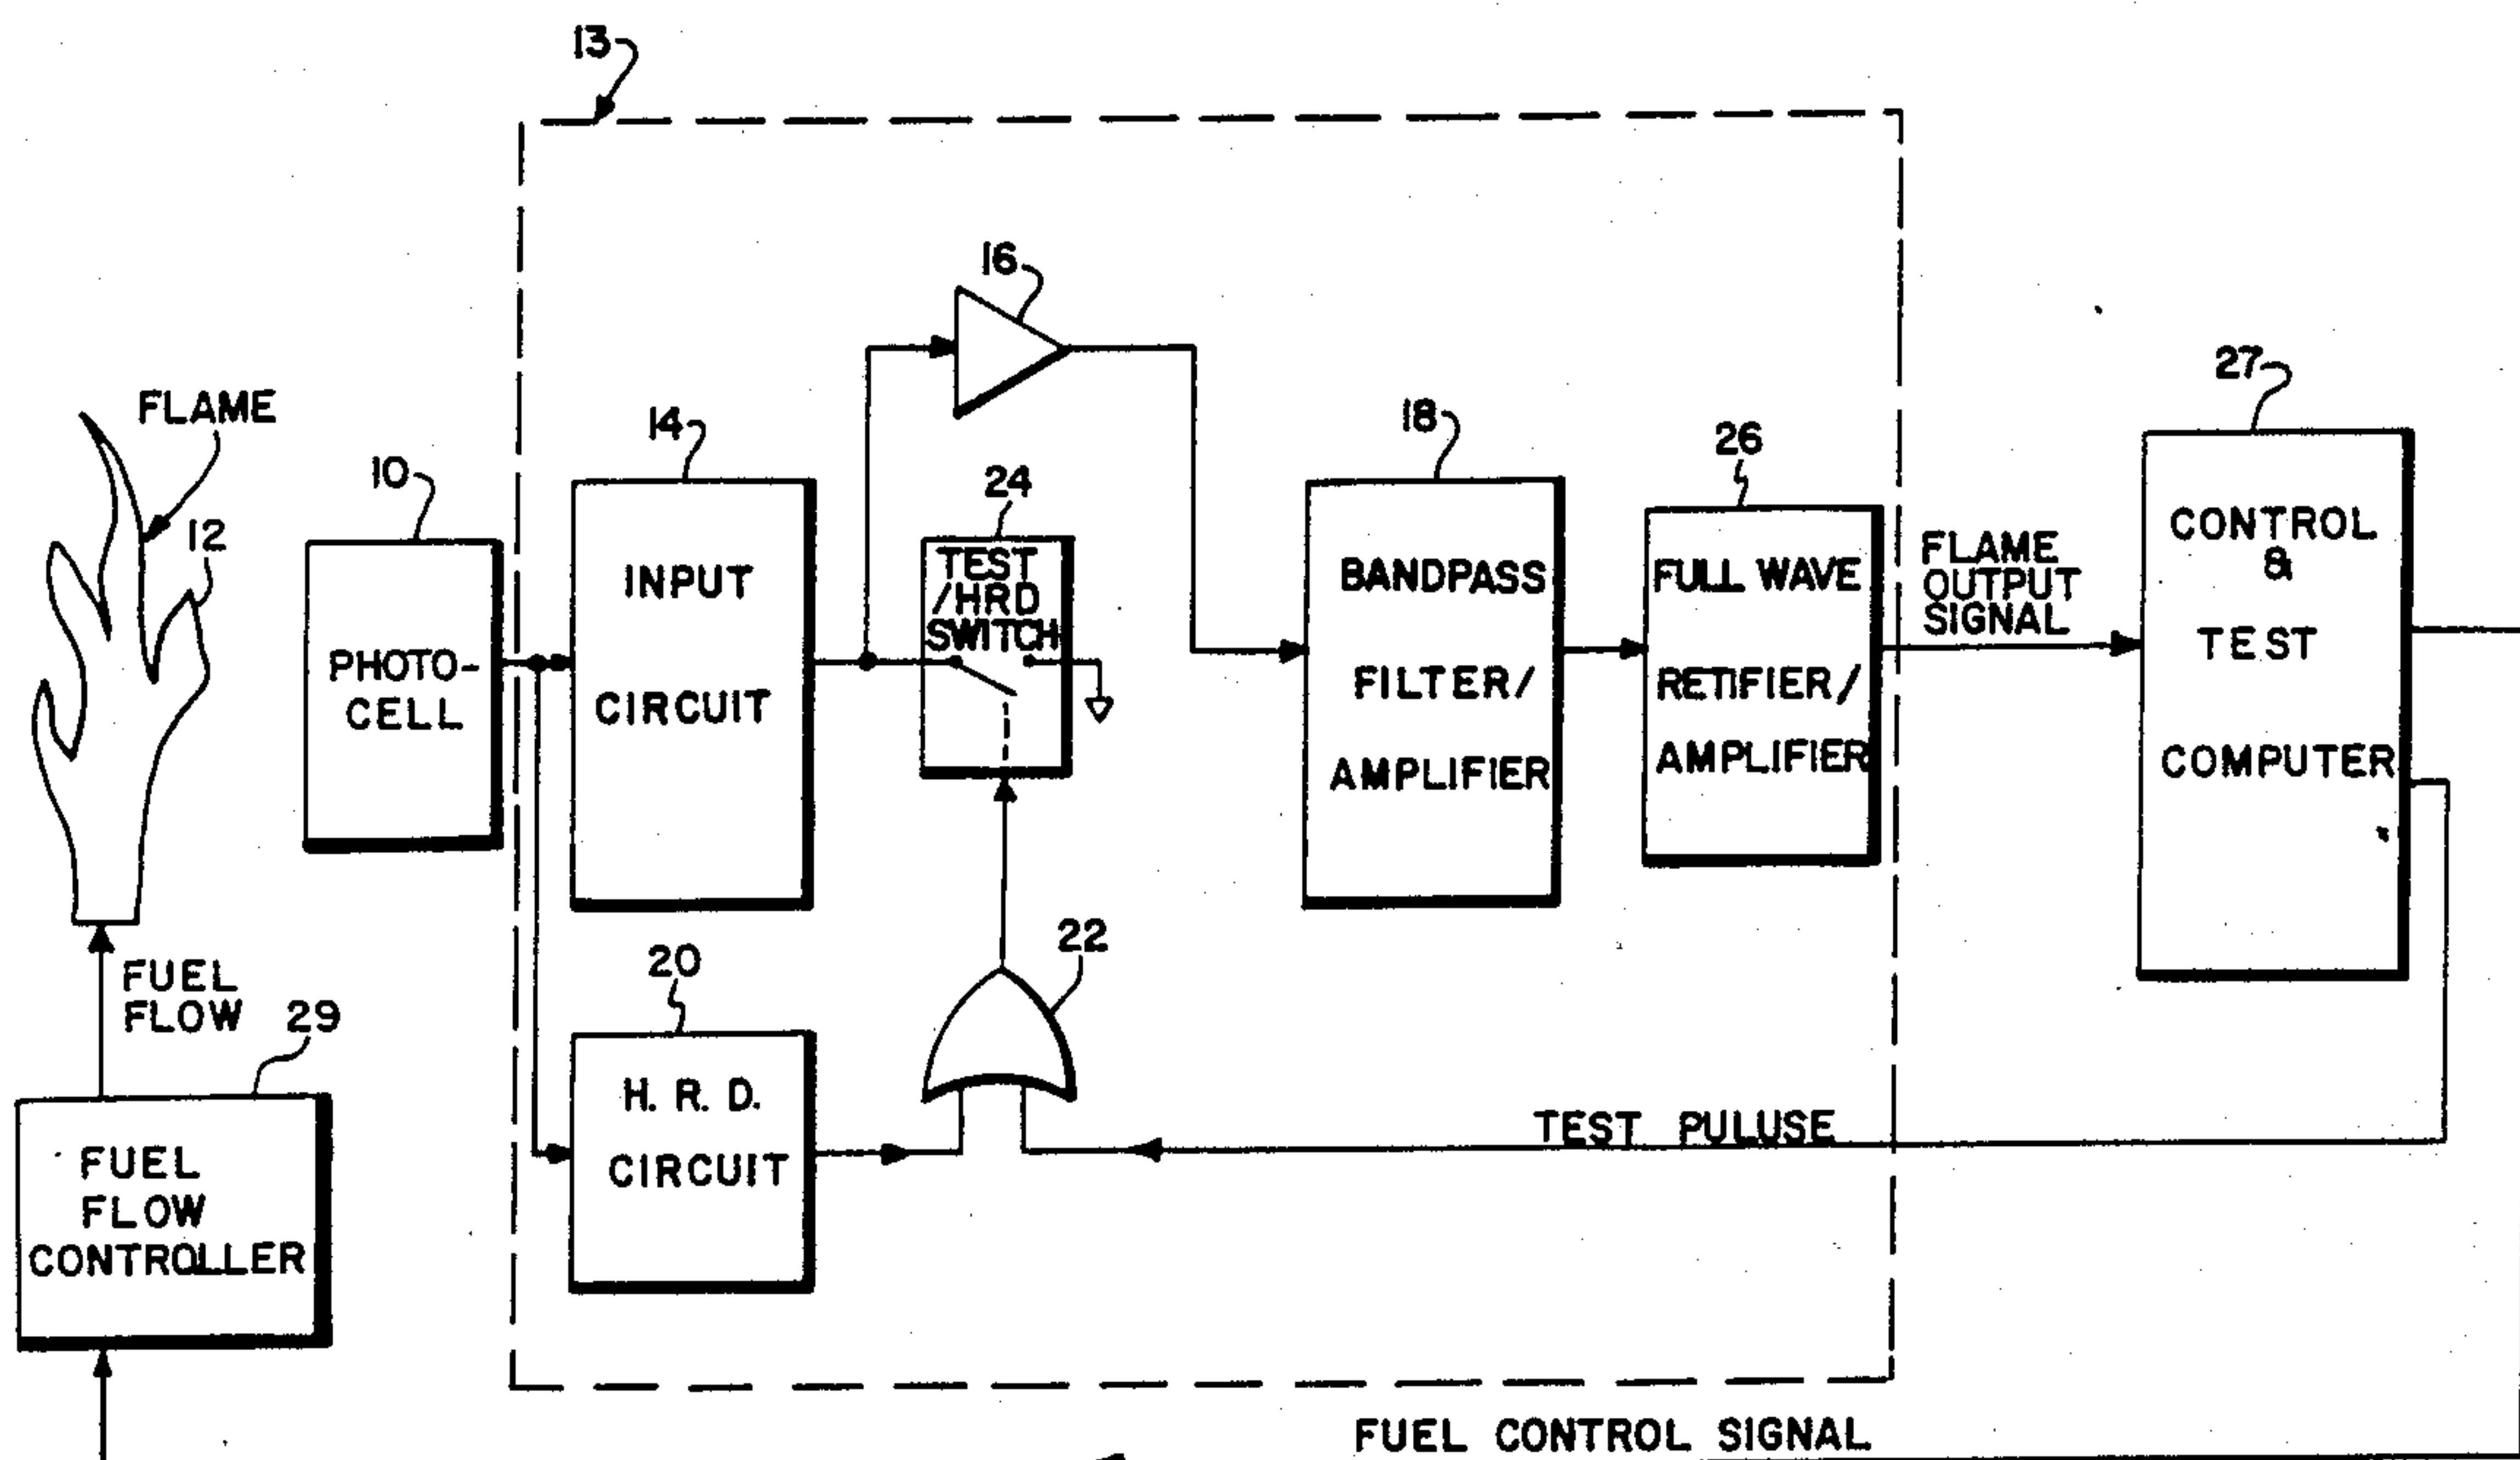 13
16
27
FLAME
14
18
26
10
24
12
TEST
/HRD
SWITCH
INPUT
CIRCUIT
PHOTO-
CELL
BANDPASS
FILTER/
AMPLIFIER
FULL WAVE
RETIFIER/
AMPLIFIER
FLAME
OUTPUT
SIGNAL
CONTROL
&
TEST
COMPUTER
22
20
FUEL
FLOW
29
H. R. D.
CIRCUIT
TEST PULUSE
FUEL
FLOW
CONTROLLER
FUEL CONTROL SIGNAL